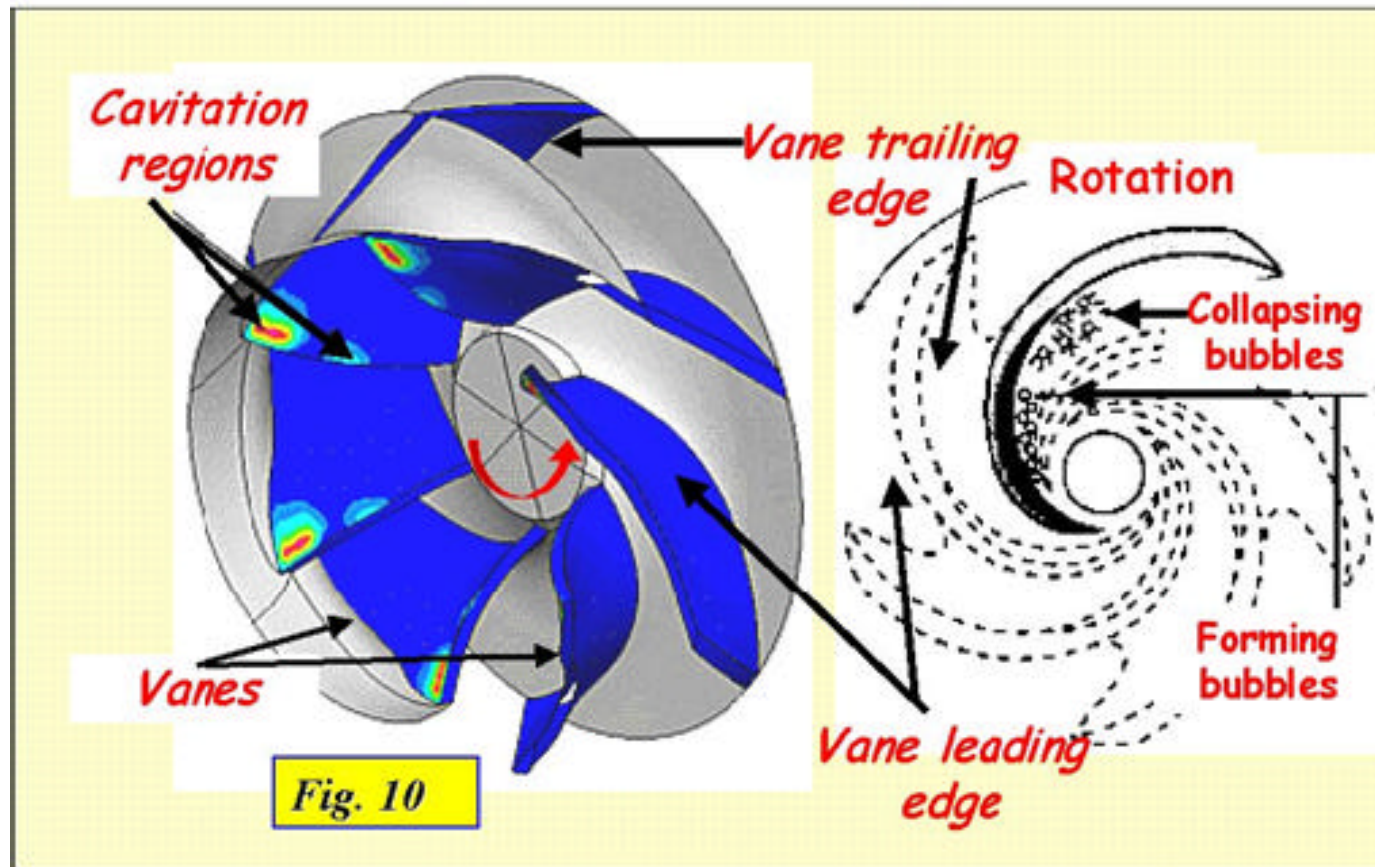 Cavitation
regions
Vane trailing
edge
Rotation
Collapsing
bubbles
Forming
bubbles
Vanes
Vane leading
edge
Fig. 10